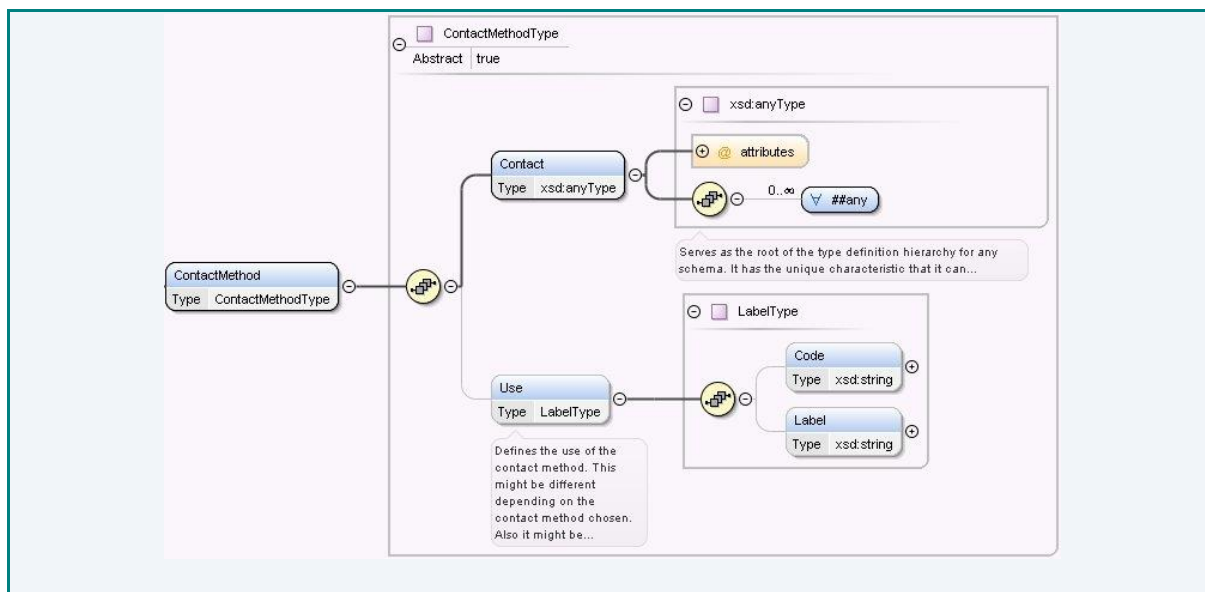 ContactMethodType
Abstract true
xsd:anyType
@ attributes
Contact
Type xsd:anyType
0..∞
∀ ##any
Serves as the root of the type definition hierarchy for any
schema. It has the unique characteristic that it can...
ContactMethod
Type ContactMethodType
LabelType
Code
Type xsd:string
Use
Type LabelType
Label
Type xsd:string
Defines the use of the
contact method. This
might be different
depending on the
contact method chosen.
Also it might be...